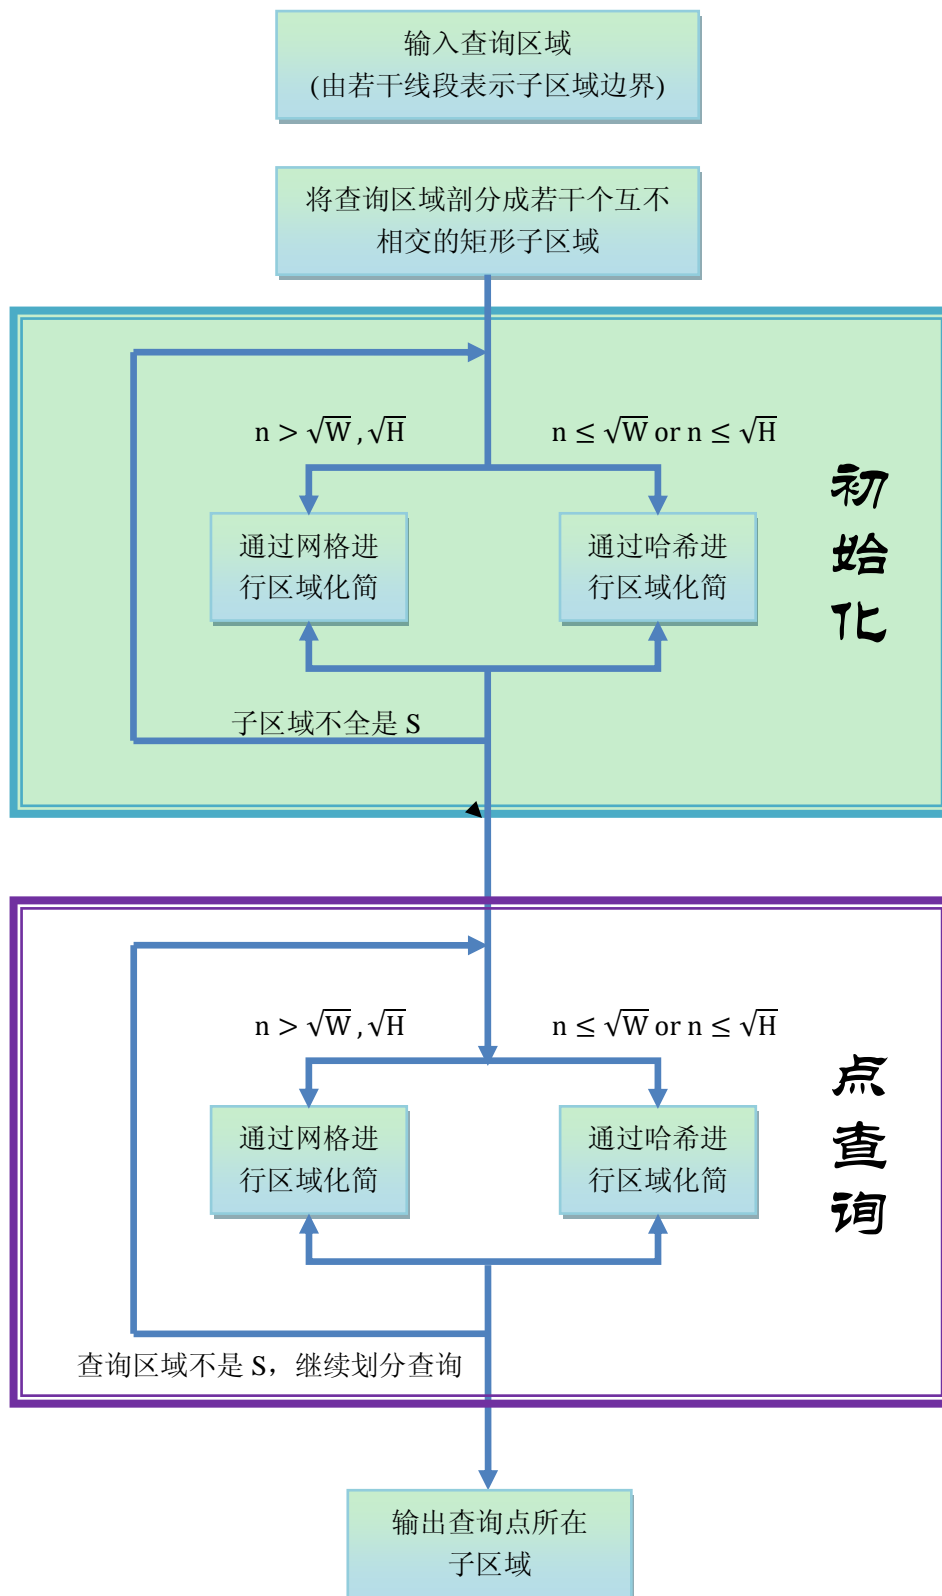 输入查询区域
(由若干线段表示子区域边界)
将查询区域剖分成若干个互不
相交的矩形子区域
n > √W , √H
n ≤ √W or n ≤ √H
通过网格进
行区域化简
通过哈希进
行区域化简
初
始
化
子区域不全是 S
n > √W , √H
n ≤ √W or n ≤ √H
通过网格进
行区域化简
通过哈希进
行区域化简
点
查
询
查询区域不是 S，继续划分查询
输出查询点所在
子区域